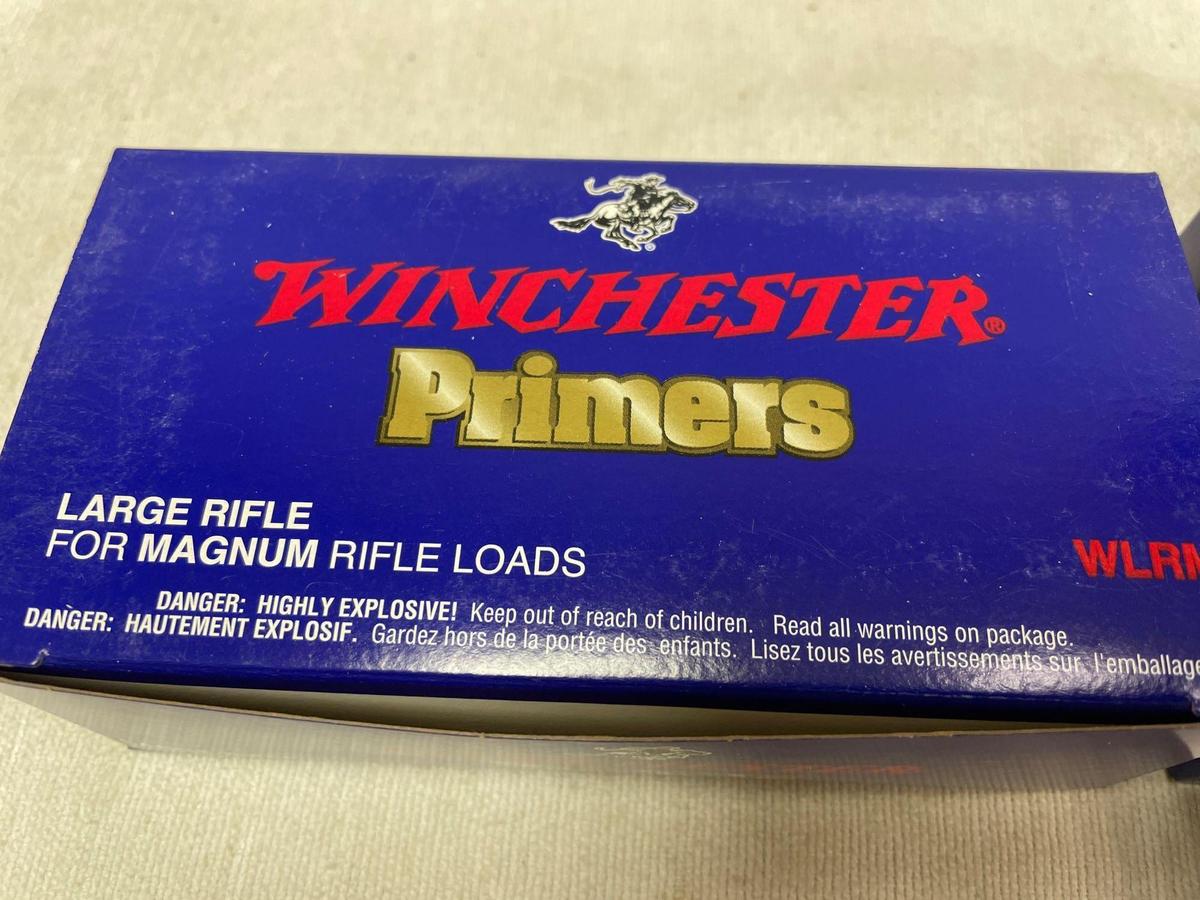 WINCHESTER®
Primers
LARGE RIFLE
FOR MAGNUM RIFLE LOADS
WLRM
DANGER: HIGHLY EXPLOSIVE! Keep out of reach of children. Read all warnings on package.
DANGER: HAUTEMENT EXPLOSIF. Gardez hors de la portée des enfants. Lisez tous les avertissements sur l'emballage